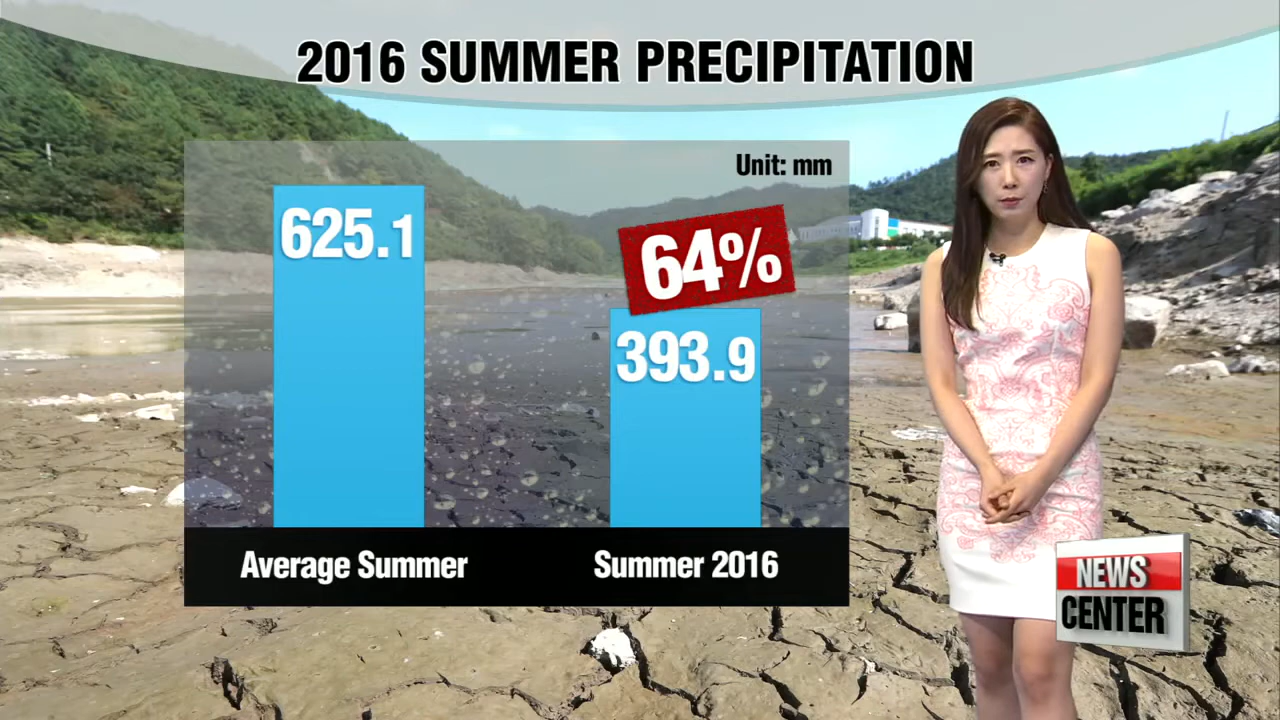 2016 SUMMER PRECIPITATION
Unit: mm
625.1
64%
393.9
Average Summer
Summer 2016
NEWS
CENTER